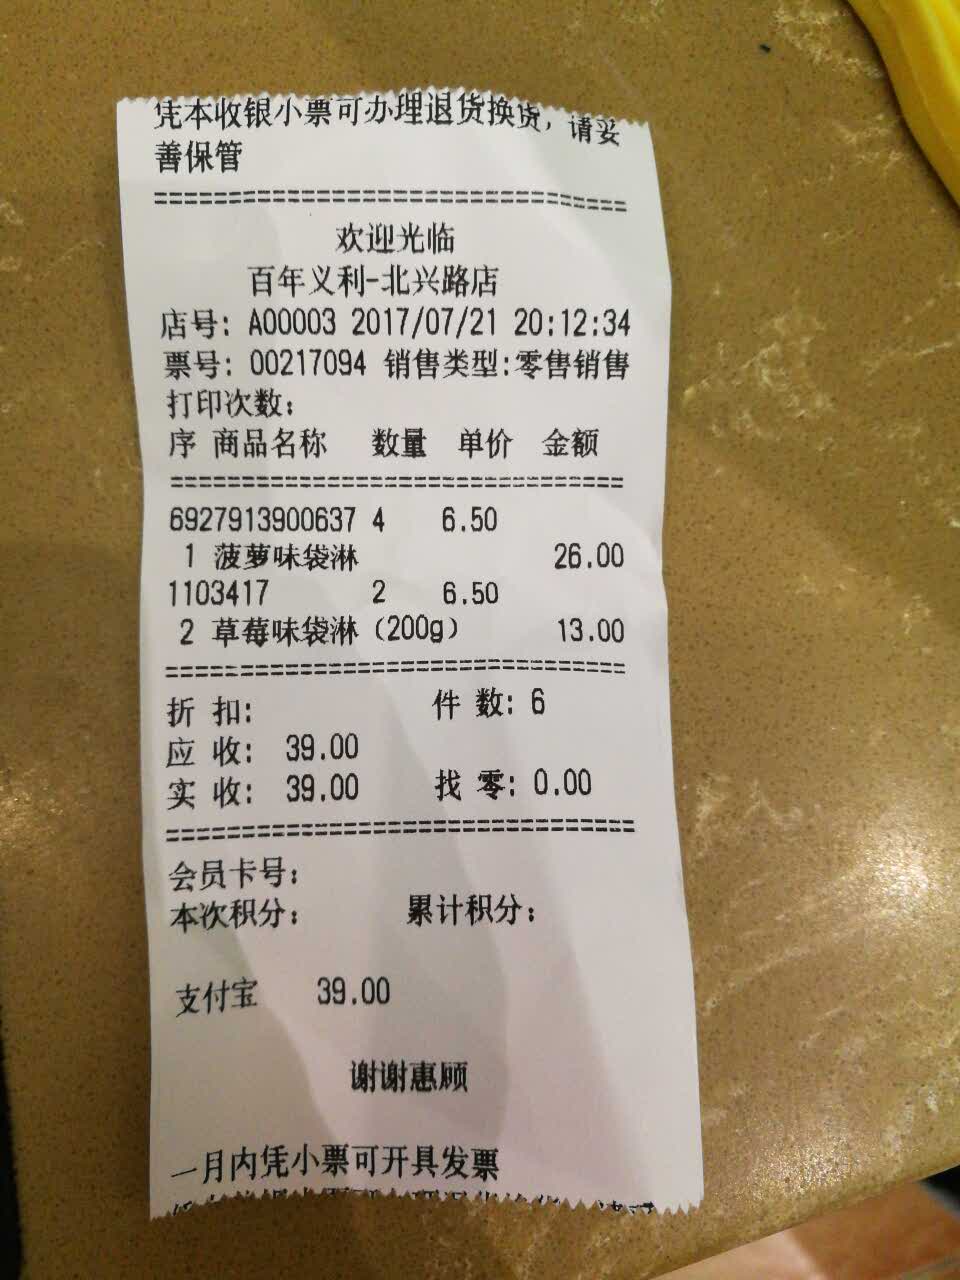 凭本收银小票可办理退货换货，请妥
善保管
================================
欢迎光临
百年义利-北兴路店
店号: A00003 2017/07/21 20:12:34
票号: 00217094 销售类型:零售销售
打印次数:
序 商品名称 数量 单价 金额
================================
6927913900637 4 6.50
1 菠萝味袋淋 26.00
1103417 2 6.50
2 草莓味袋淋（200g） 13.00
================================
折 扣: 件 数: 6
应 收: 39.00
实 收: 39.00 找 零: 0.00
================================
会员卡号:
本次积分: 累计积分:
支付宝 39.00
谢谢惠顾
一月内凭小票可开具发票